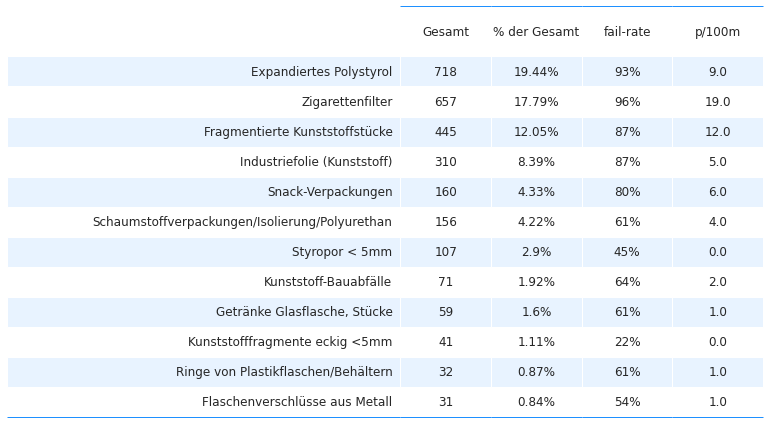 Gesamt % der Gesamt fail-rate p/100m
Expandiertes Polystyrol 718 19.44% 93% 9.0
Zigarettenfilter 657 17.79% 96% 19.0
Fragmentierte Kunststoffstücke 445 12.05% 87% 12.0
Industriefolie (Kunststoff) 310 8.39% 87% 5.0
Snack-Verpackungen 160 4.33% 80% 6.0
Schaumstoffverpackungen/Isolierung/Polyurethan 156 4.22% 61% 4.0
Styropor < 5mm 107 2.9% 45% 0.0
Kunststoff-Bauabfälle 71 1.92% 64% 2.0
Getränke Glasflasche, Stücke 59 1.6% 61% 1.0
Kunststofffragmente eckig <5mm 41 1.11% 22% 0.0
Ringe von Plastikflaschen/Behältern 32 0.87% 61% 1.0
Flaschenverschlüsse aus Metall 31 0.84% 54% 1.0